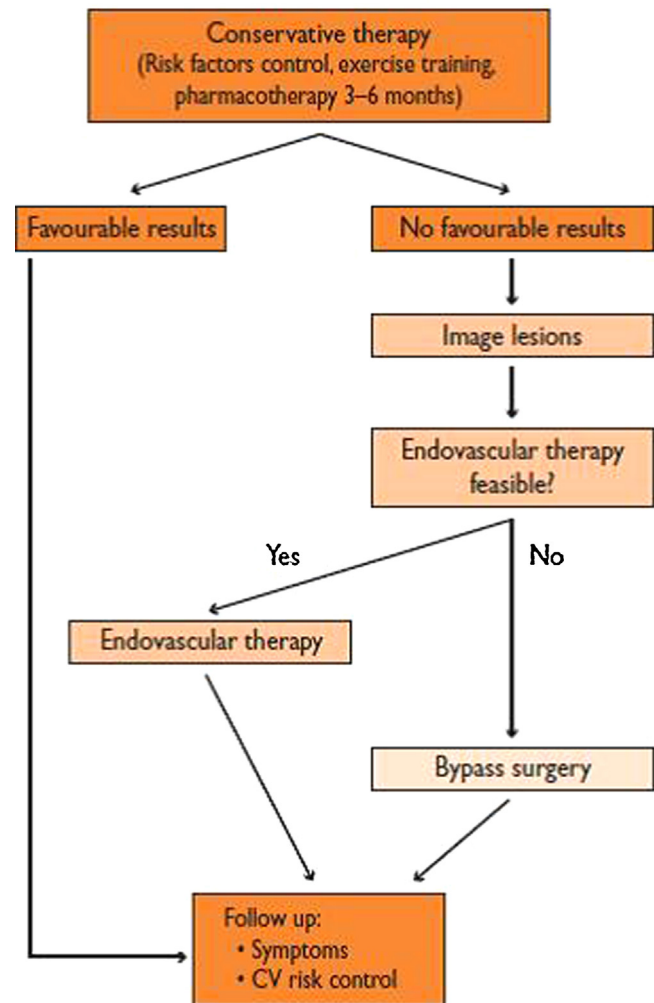 Conservative therapy
(Risk factors control, exercise training,
pharmacotherapy 3–6 months)
Favourable results
No favourable results
Image lesions
Endovascular therapy
feasible?
Yes
No
Endovascular therapy
Bypass surgery
Follow up:
• Symptoms
• CV risk control